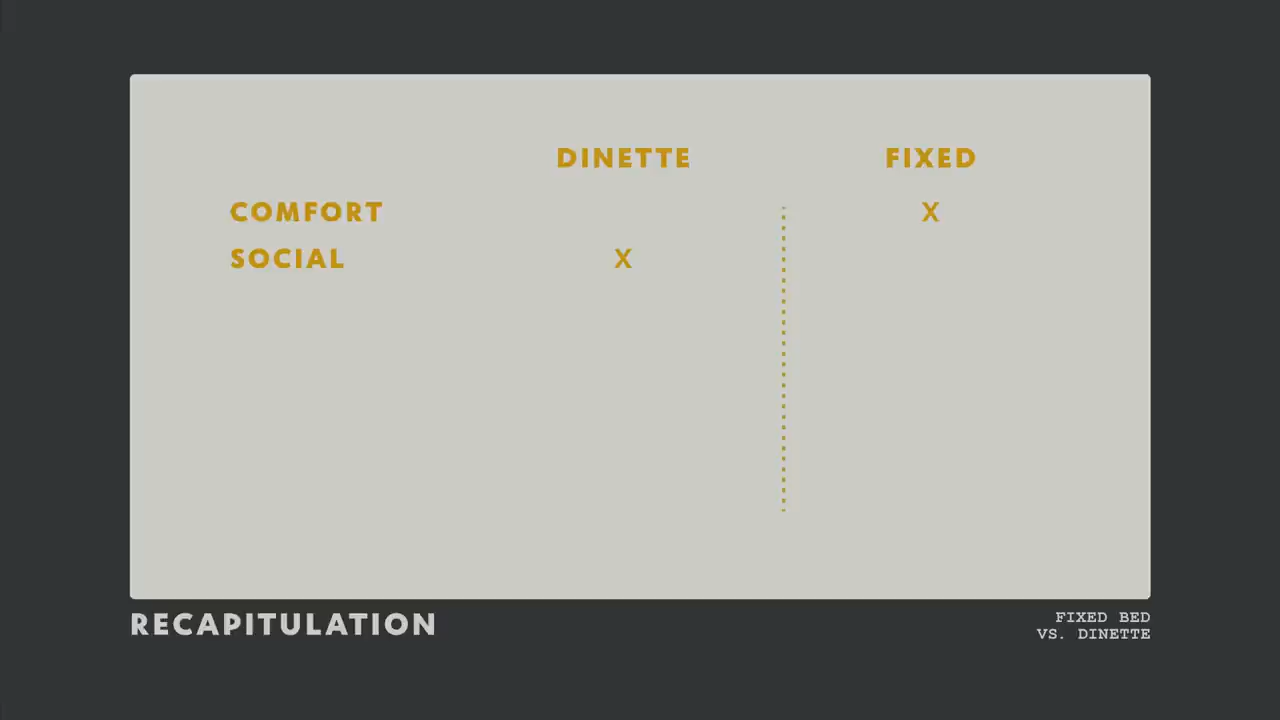 DINETTE FIXED
COMFORT X
SOCIAL X
RECAPITULATION
FIXED BED
VS. DINETTE